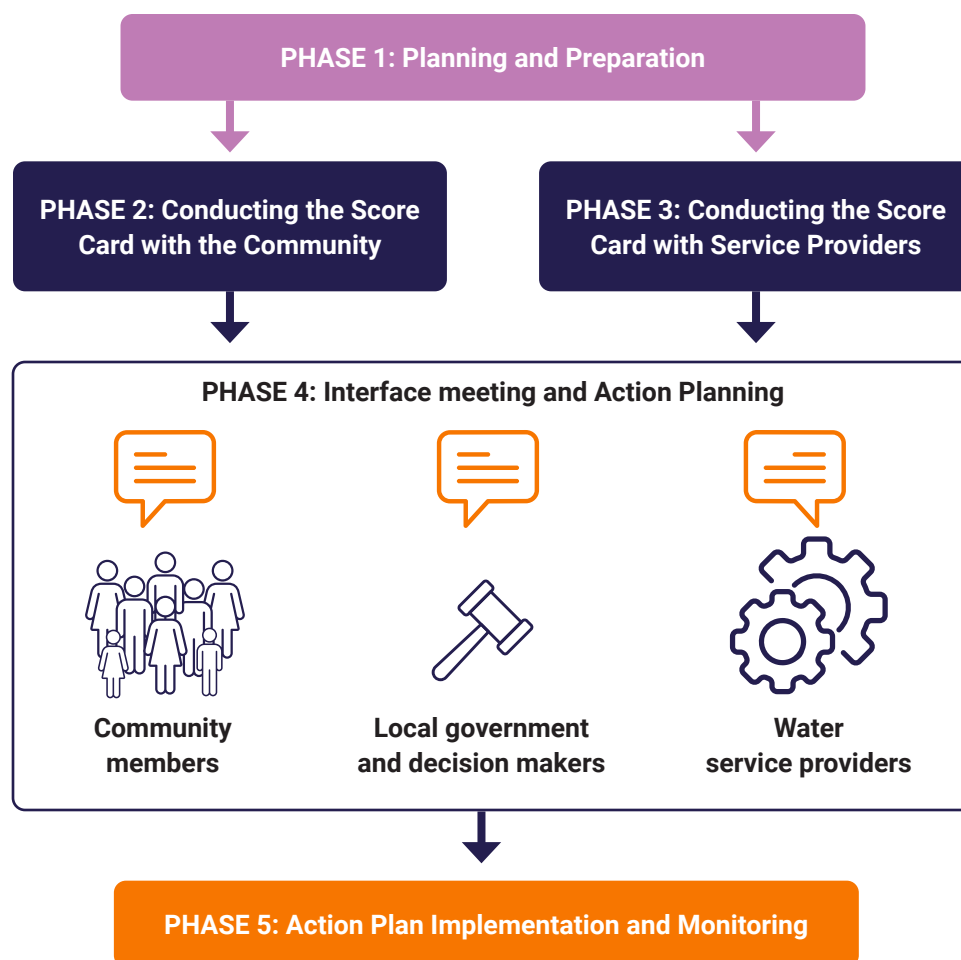 PHASE 1: Planning and Preparation
PHASE 2: Conducting the Score
Card with the Community
PHASE 3: Conducting the Score
Card with Service Providers
PHASE 4: Interface meeting and Action Planning
Community
members
Local government
and decision makers
Water
service providers
PHASE 5: Action Plan Implementation and Monitoring